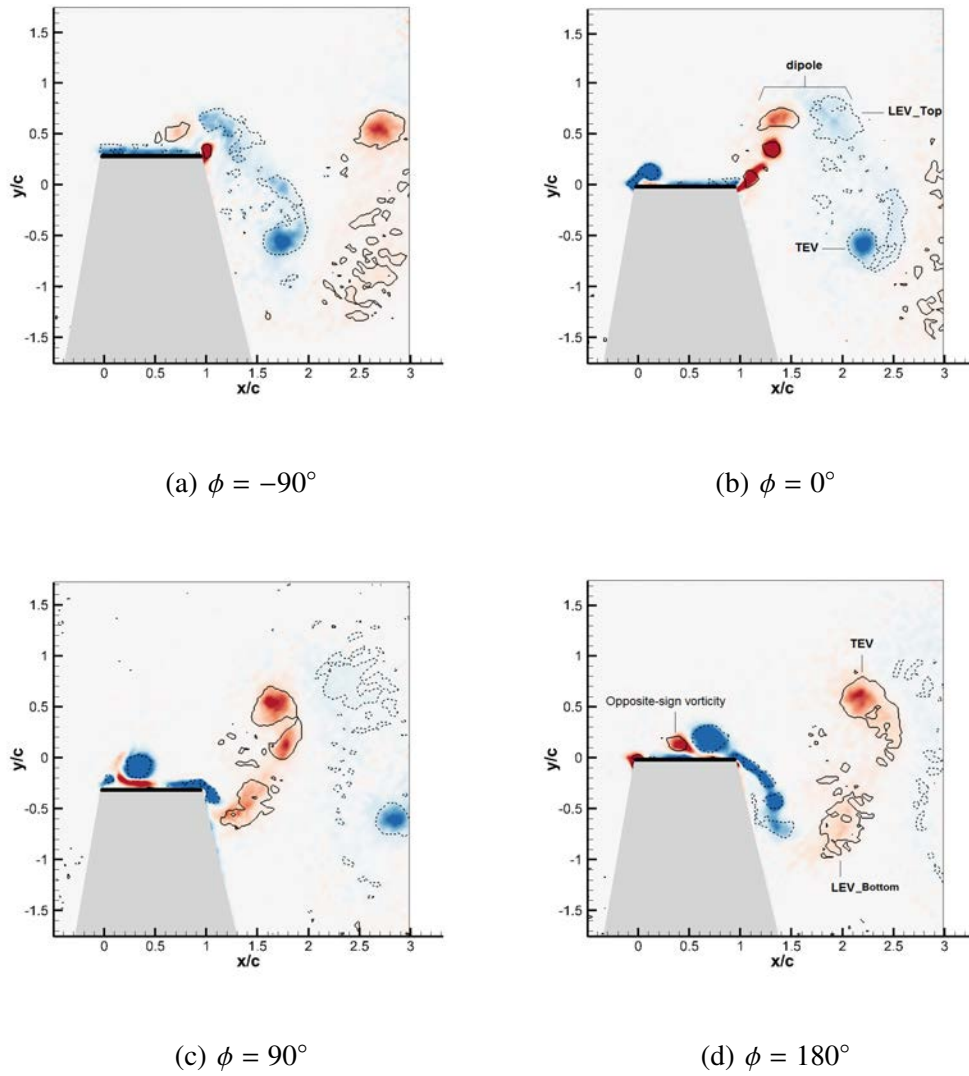 1.5
1
0.5
0
-0.5
-1
-1.5
y/c
0 0.5 1 1.5 2 2.5 3
x/c
(a) ϕ = −90°
1.5
1
0.5
0
-0.5
-1
-1.5
y/c
dipole
LEV_Top
TEV
0 0.5 1 1.5 2 2.5 3
x/c
(b) ϕ = 0°
1.5
1
0.5
0
-0.5
-1
-1.5
y/c
0 0.5 1 1.5 2 2.5 3
x/c
(c) ϕ = 90°
1.5
1
0.5
0
-0.5
-1
-1.5
y/c
TEV
Opposite-sign vorticity
LEV_Bottom
0 0.5 1 1.5 2 2.5 3
x/c
(d) ϕ = 180°